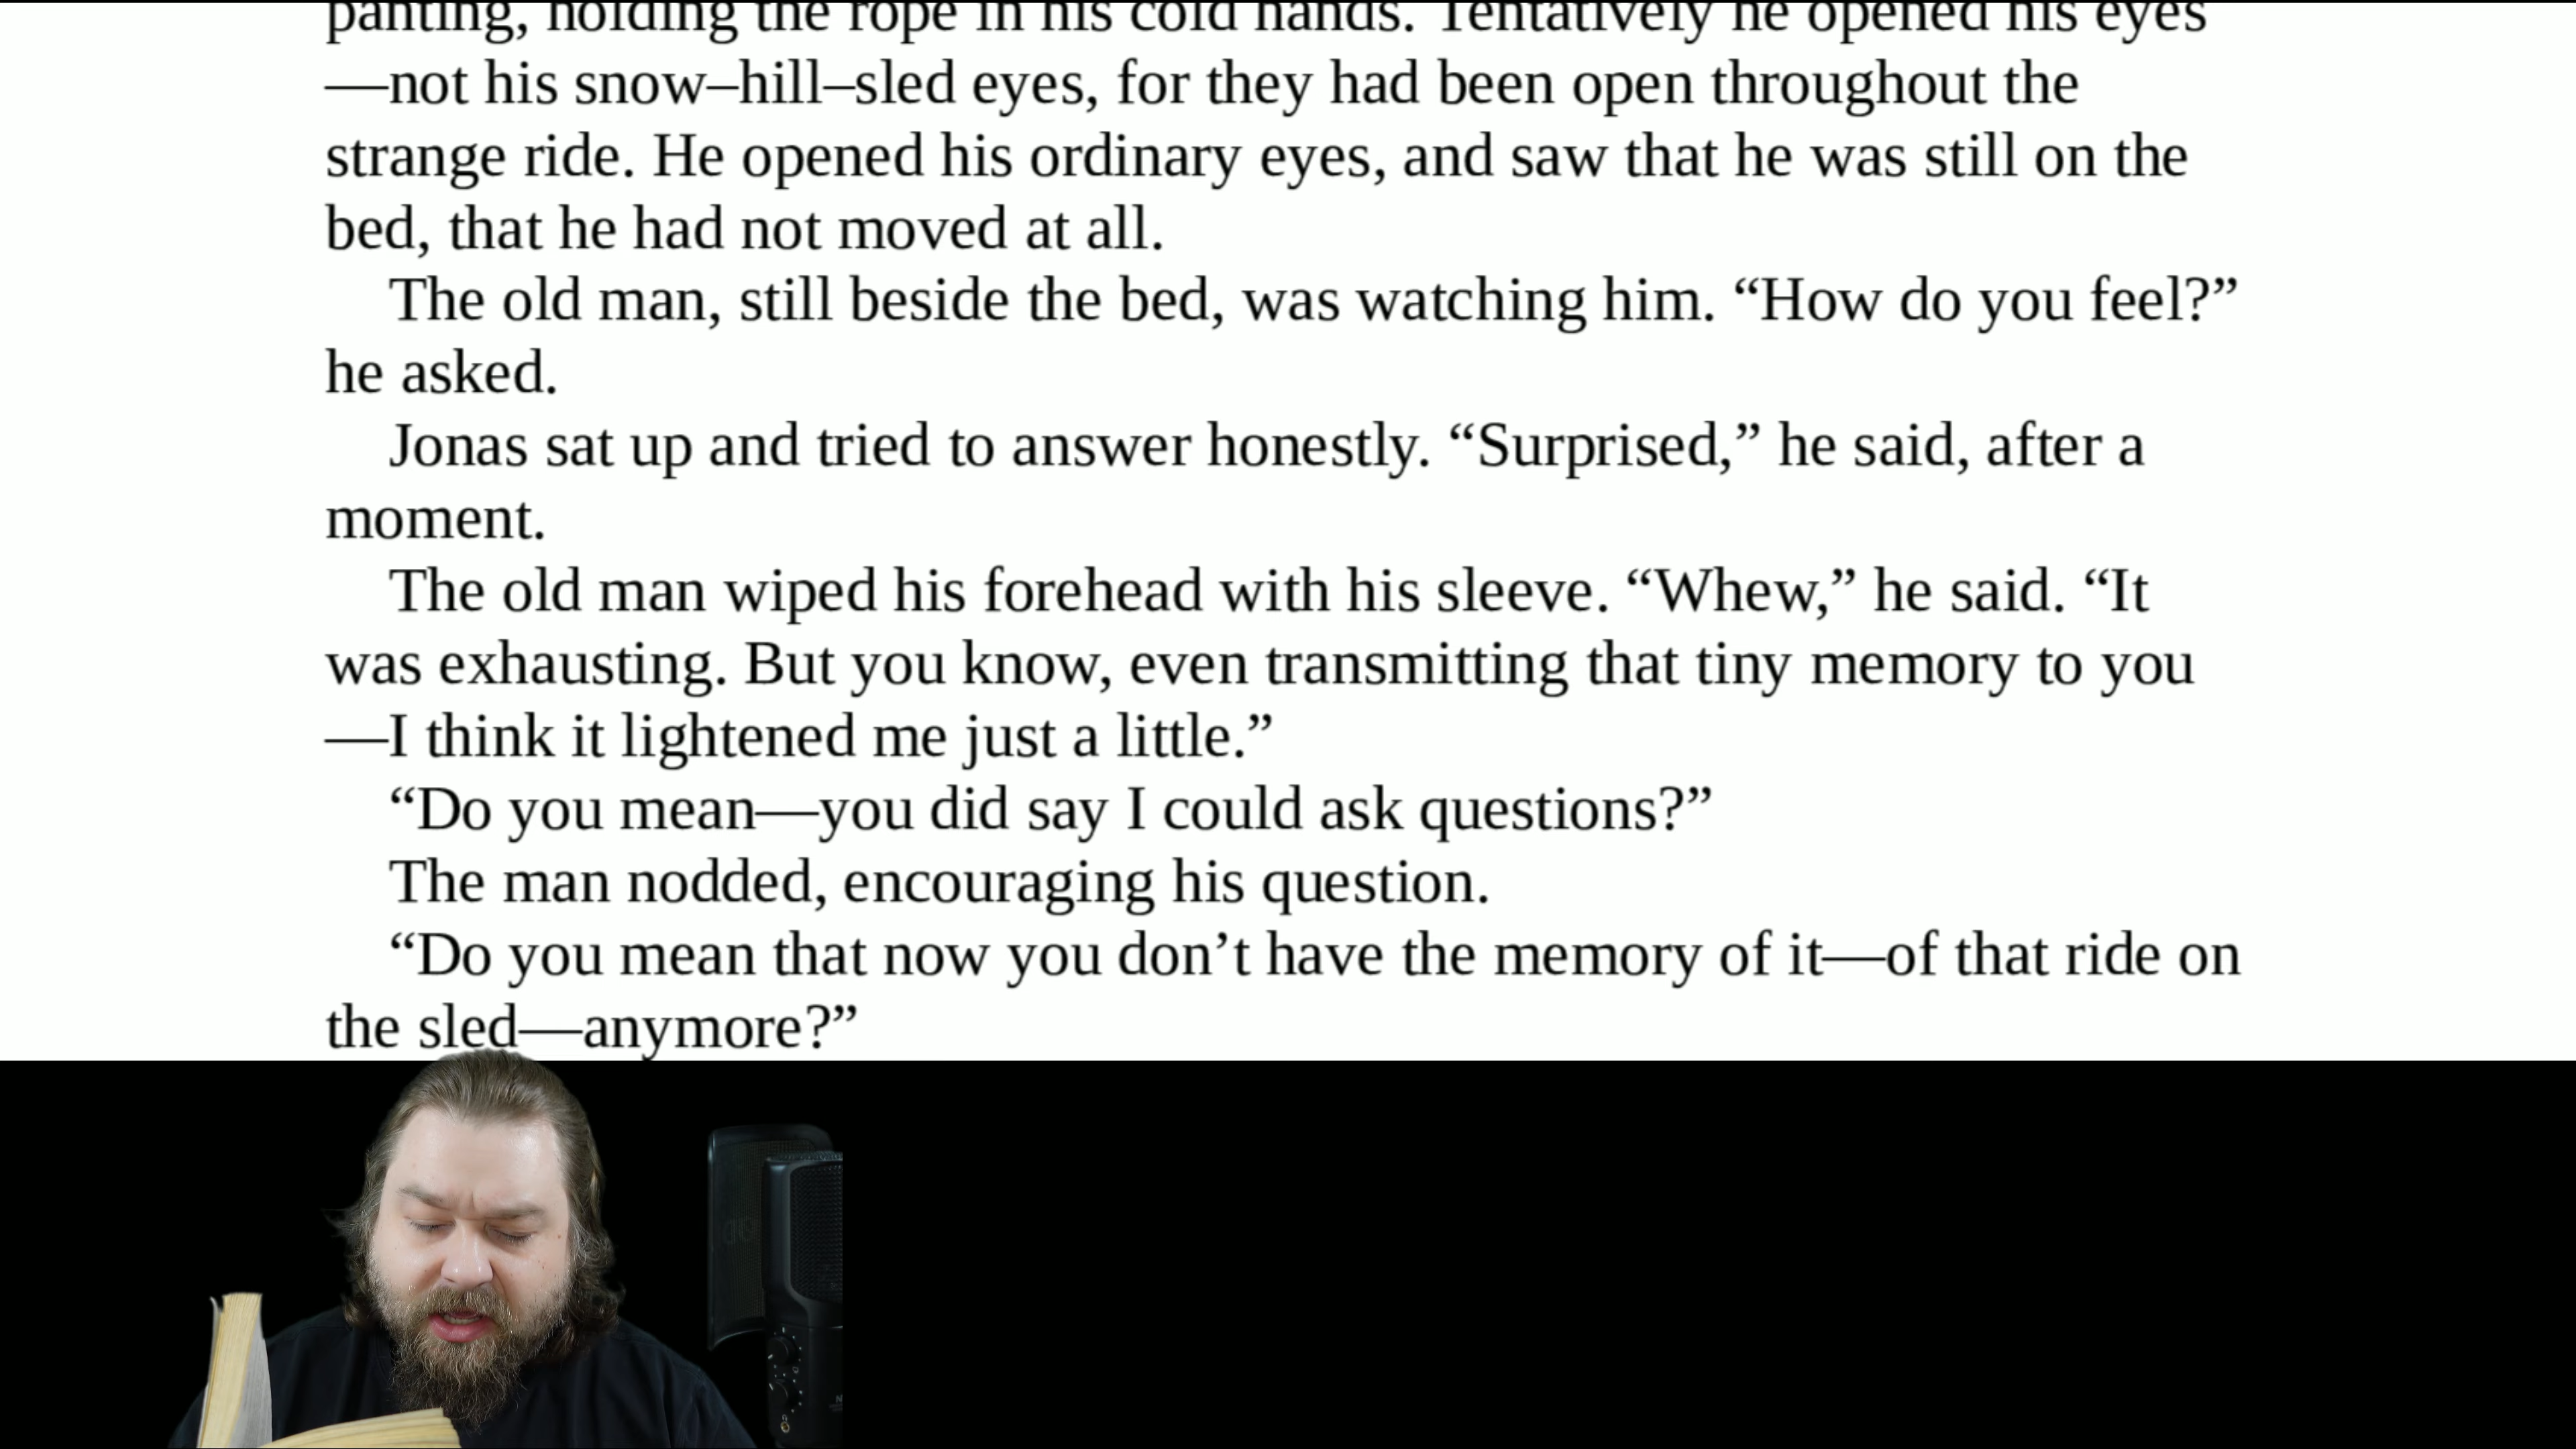 panting, holding the rope in his cold hands. Tentatively he opened his eyes
—not his snow–hill–sled eyes, for they had been open throughout the
strange ride. He opened his ordinary eyes, and saw that he was still on the
bed, that he had not moved at all.
The old man, still beside the bed, was watching him. “How do you feel?”
he asked.
Jonas sat up and tried to answer honestly. “Surprised,” he said, after a
moment.
The old man wiped his forehead with his sleeve. “Whew,” he said. “It
was exhausting. But you know, even transmitting that tiny memory to you
—I think it lightened me just a little.”
“Do you mean—you did say I could ask questions?”
The man nodded, encouraging his question.
“Do you mean that now you don’t have the memory of it—of that ride on
the sled—anymore?”